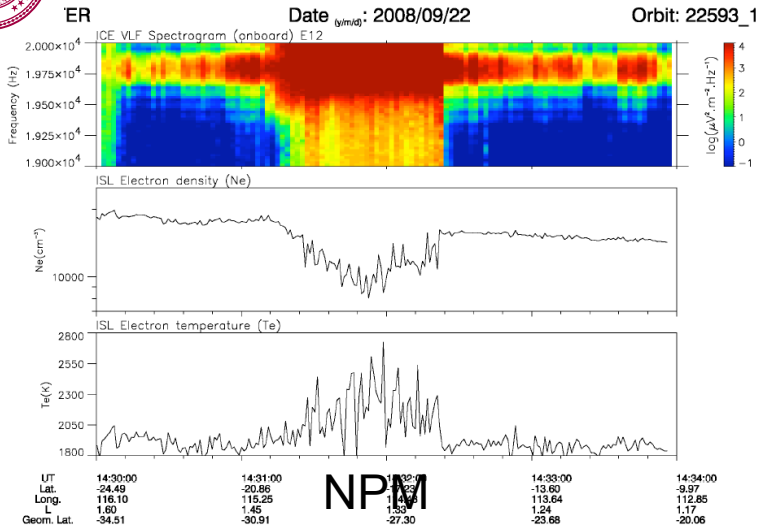 ER Date (y/m/d): 2008/09/22 Orbit: 22593_1
ICE VLF Spectrogram (onboard) E12
Frequency (Hz)
2.000×10⁴
1.975×10⁴
1.950×10⁴
1.925×10⁴
1.900×10⁴
log(μV².m⁻².Hz⁻¹)
4
3
2
1
0
-1
ISL Electron density (Ne)
Ne(cm⁻³)
10000
ISL Electron temperature (Te)
Te(K)
2800
2550
2300
2050
1800
UT 14:30:00 14:31:00 14:33:00 14:34:00
Lat. -24.49 -20.86 -13.60 -9.97
Long. 116.10 115.25 113.64 112.85
L 1.60 1.45 1.24 1.17
Geom. Lat. -34.51 -30.91 -27.30 -23.68 -20.06
NPM